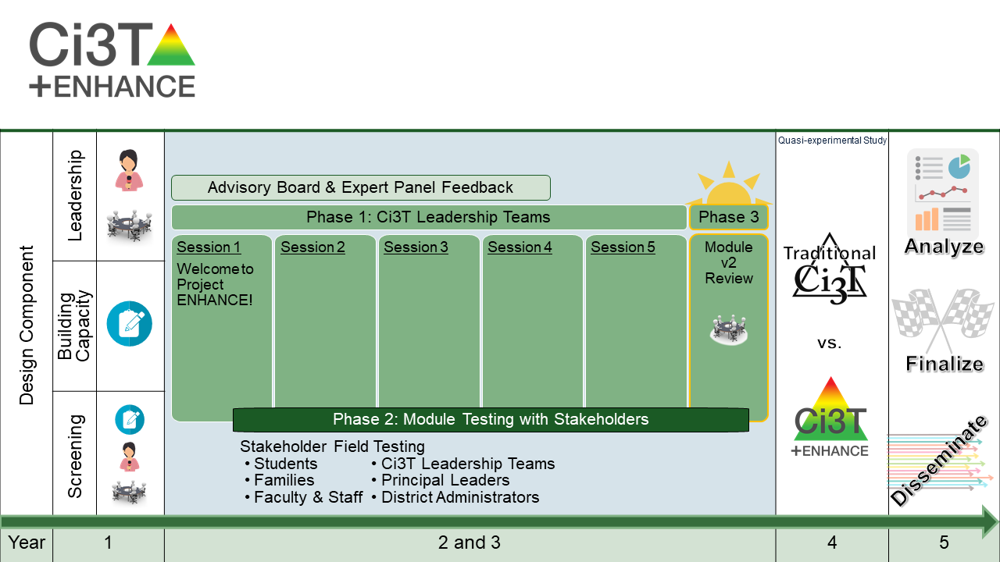 Ci3T
+ENHANCE
Design Component
Leadership
Building
Capacity
Screening
Advisory Board & Expert Panel Feedback
Phase 1: Ci3T Leadership Teams
Phase 3
Session 1
Welcome to
Project
ENHANCE!
Session 2
Session 3
Session 4
Session 5
Module
v2
Review
Phase 2: Module Testing with Stakeholders
Stakeholder Field Testing
• Students
• Families
• Faculty & Staff
• Ci3T Leadership Teams
• Principal Leaders
• District Administrators
Quasi-experimental Study
Traditional
Ci3T
vs.
Ci3T
+ENHANCE
Analyze
Finalize
Disseminate
Year
1
2 and 3
4
5